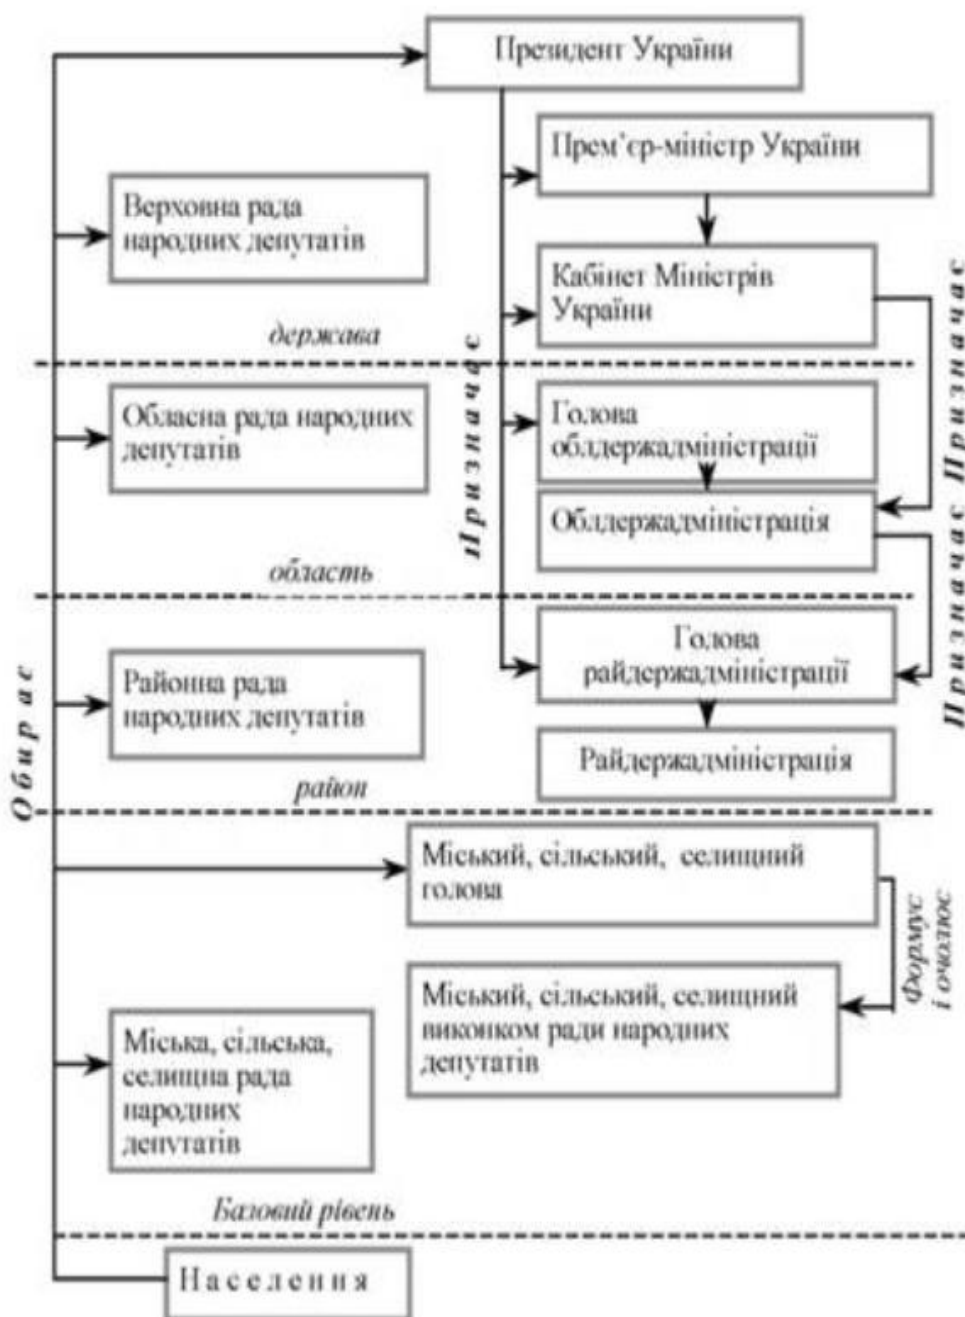 Президент України
Прем’єр-міністр України
Верховна рада
народних депутатів
Кабінет Міністрів
України
держава
Призначає
Призначає
Призначає
Обласна рада народних
депутатів
Голова
облдержадміністрації
Облдержадміністрація
область
Обирає
Районна рада
народних депутатів
Голова
райдержадміністрації
Райдержадміністрація
район
Міський, сільський, селищний
голова
Формує
і очолює
Міський, сільський, селищний
виконком ради народних
депутатів
Міська, сільська,
селищна рада
народних
депутатів
Базовий рівень
Населення